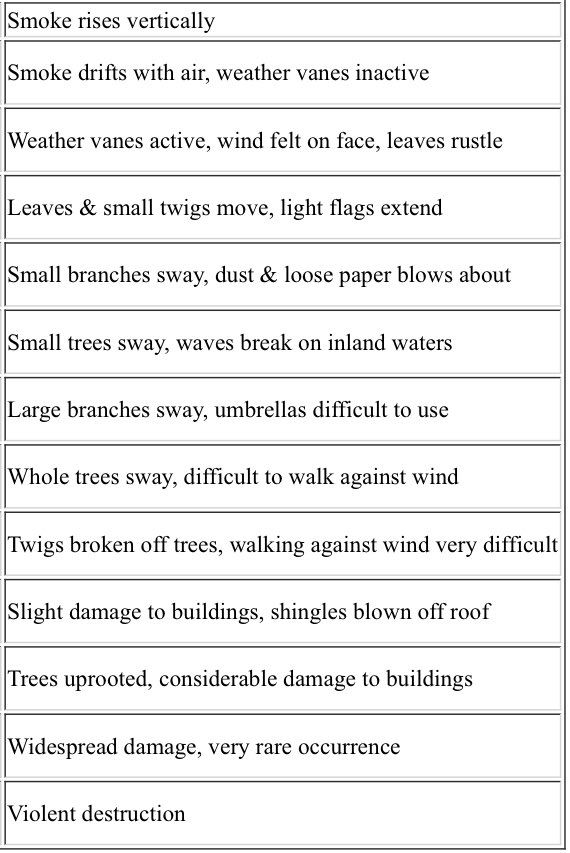 Smoke rises vertically
Smoke drifts with air, weather vanes inactive
Weather vanes active, wind felt on face, leaves rustle
Leaves & small twigs move, light flags extend
Small branches sway, dust & loose paper blows about
Small trees sway, waves break on inland waters
Large branches sway, umbrellas difficult to use
Whole trees sway, difficult to walk against wind
Twigs broken off trees, walking against wind very difficult
Slight damage to buildings, shingles blown off roof
Trees uprooted, considerable damage to buildings
Widespread damage, very rare occurrence
Violent destruction